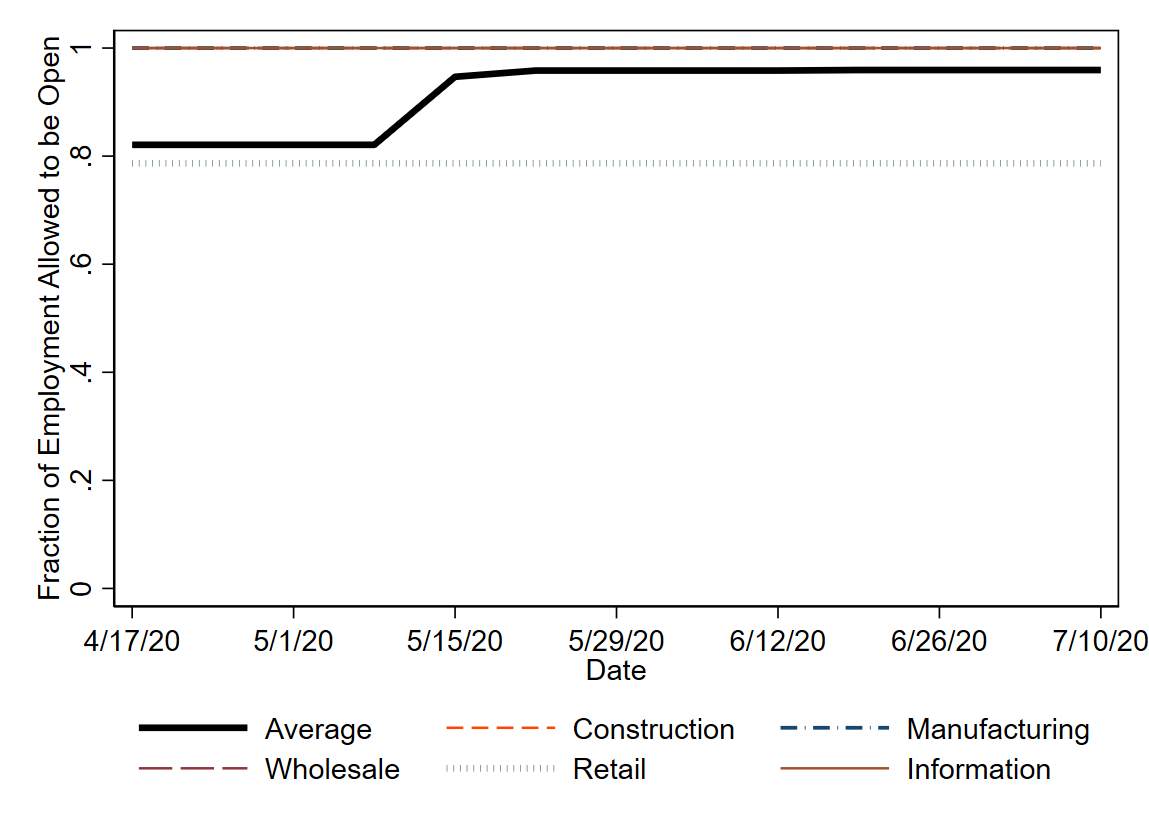 Fraction of Employment Allowed to be Open
1
.8
.6
.4
.2
0
4/17/20 5/1/20 5/15/20 5/29/20 6/12/20 6/26/20 7/10/20
Date
Average Construction Manufacturing
Wholesale Retail Information